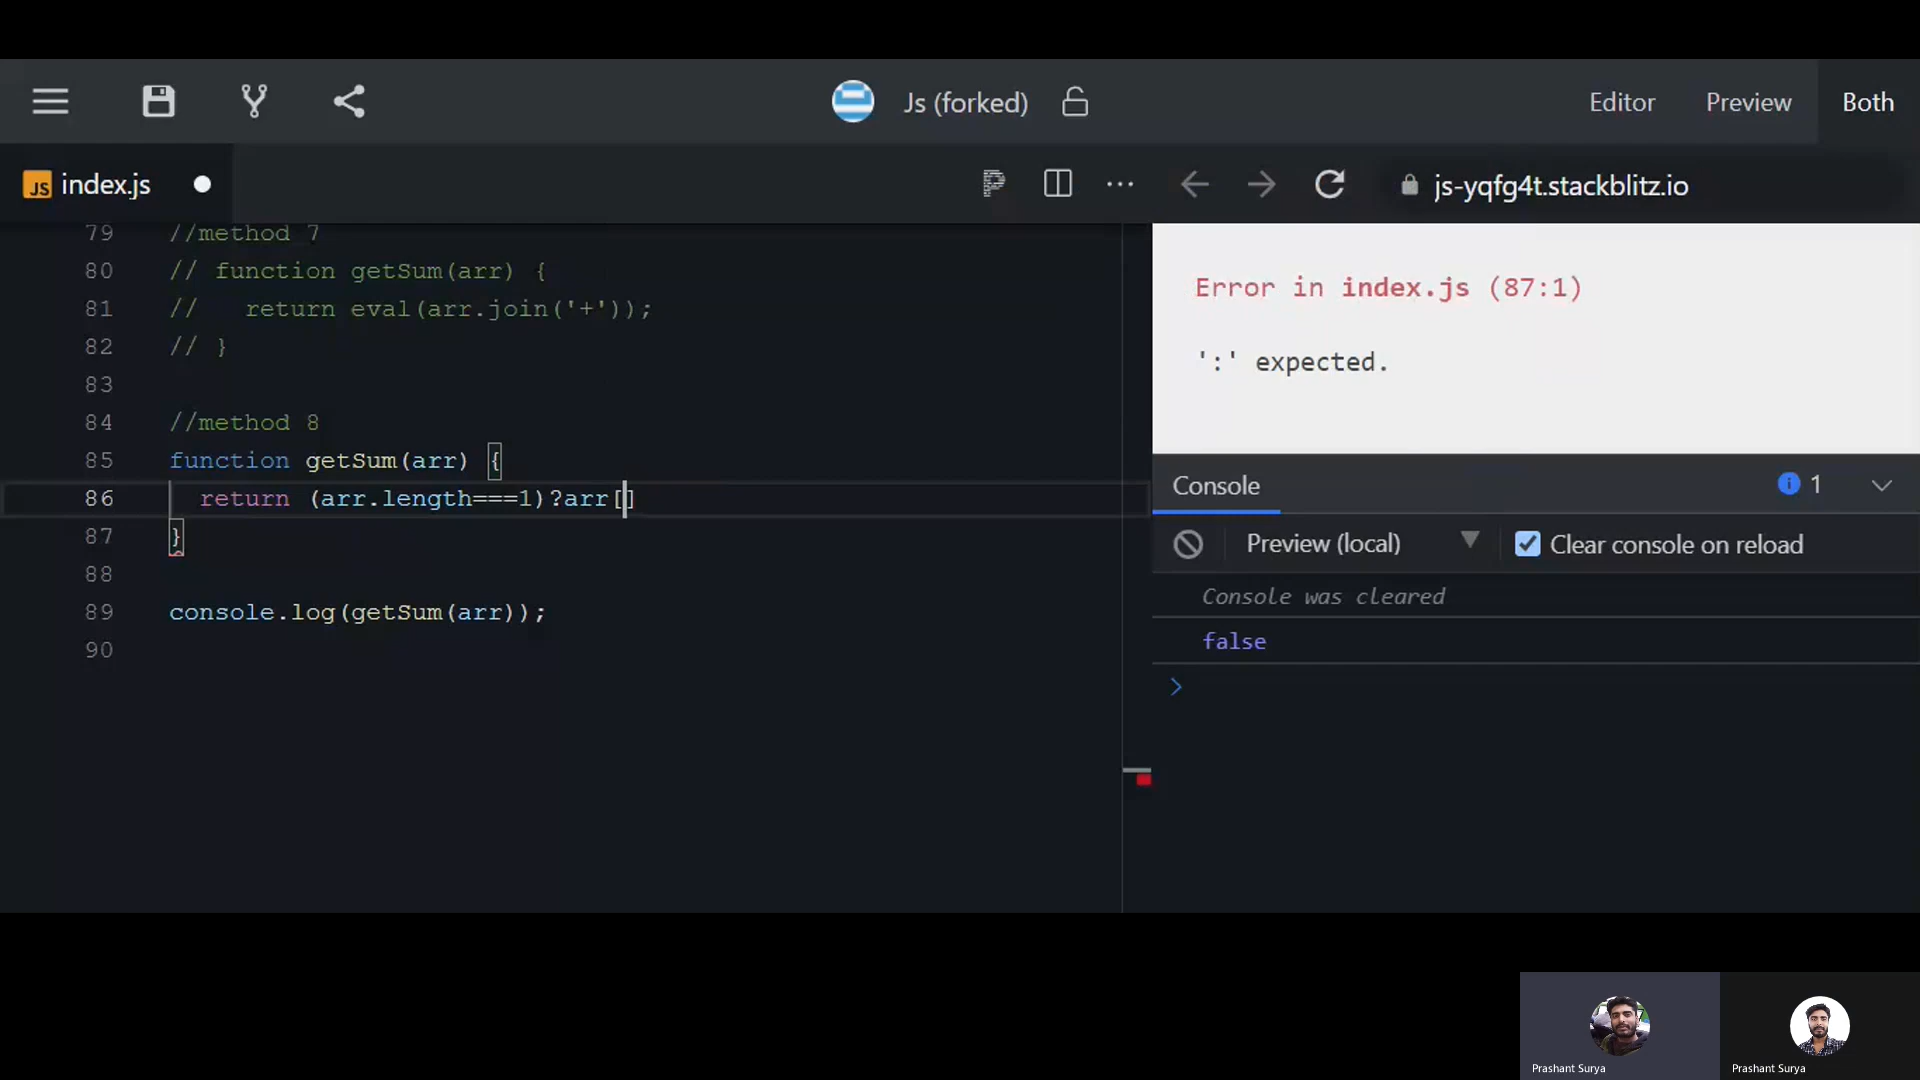 Js (forked)
Editor
Preview
Both
JS index.js
js-yqfg4t.stackblitz.io
79 //method 7
80 // function getSum(arr) {
81 //   return eval(arr.join('+'));
82 // }
83
84 //method 8
85 function getSum(arr) {
86   return (arr.length===1)?arr[]
87 }
88
89 console.log(getSum(arr));
90
Error in index.js (87:1)
':' expected.
Console
1
Preview (local)
Clear console on reload
Console was cleared
false
>
Prashant Surya
Prashant Surya